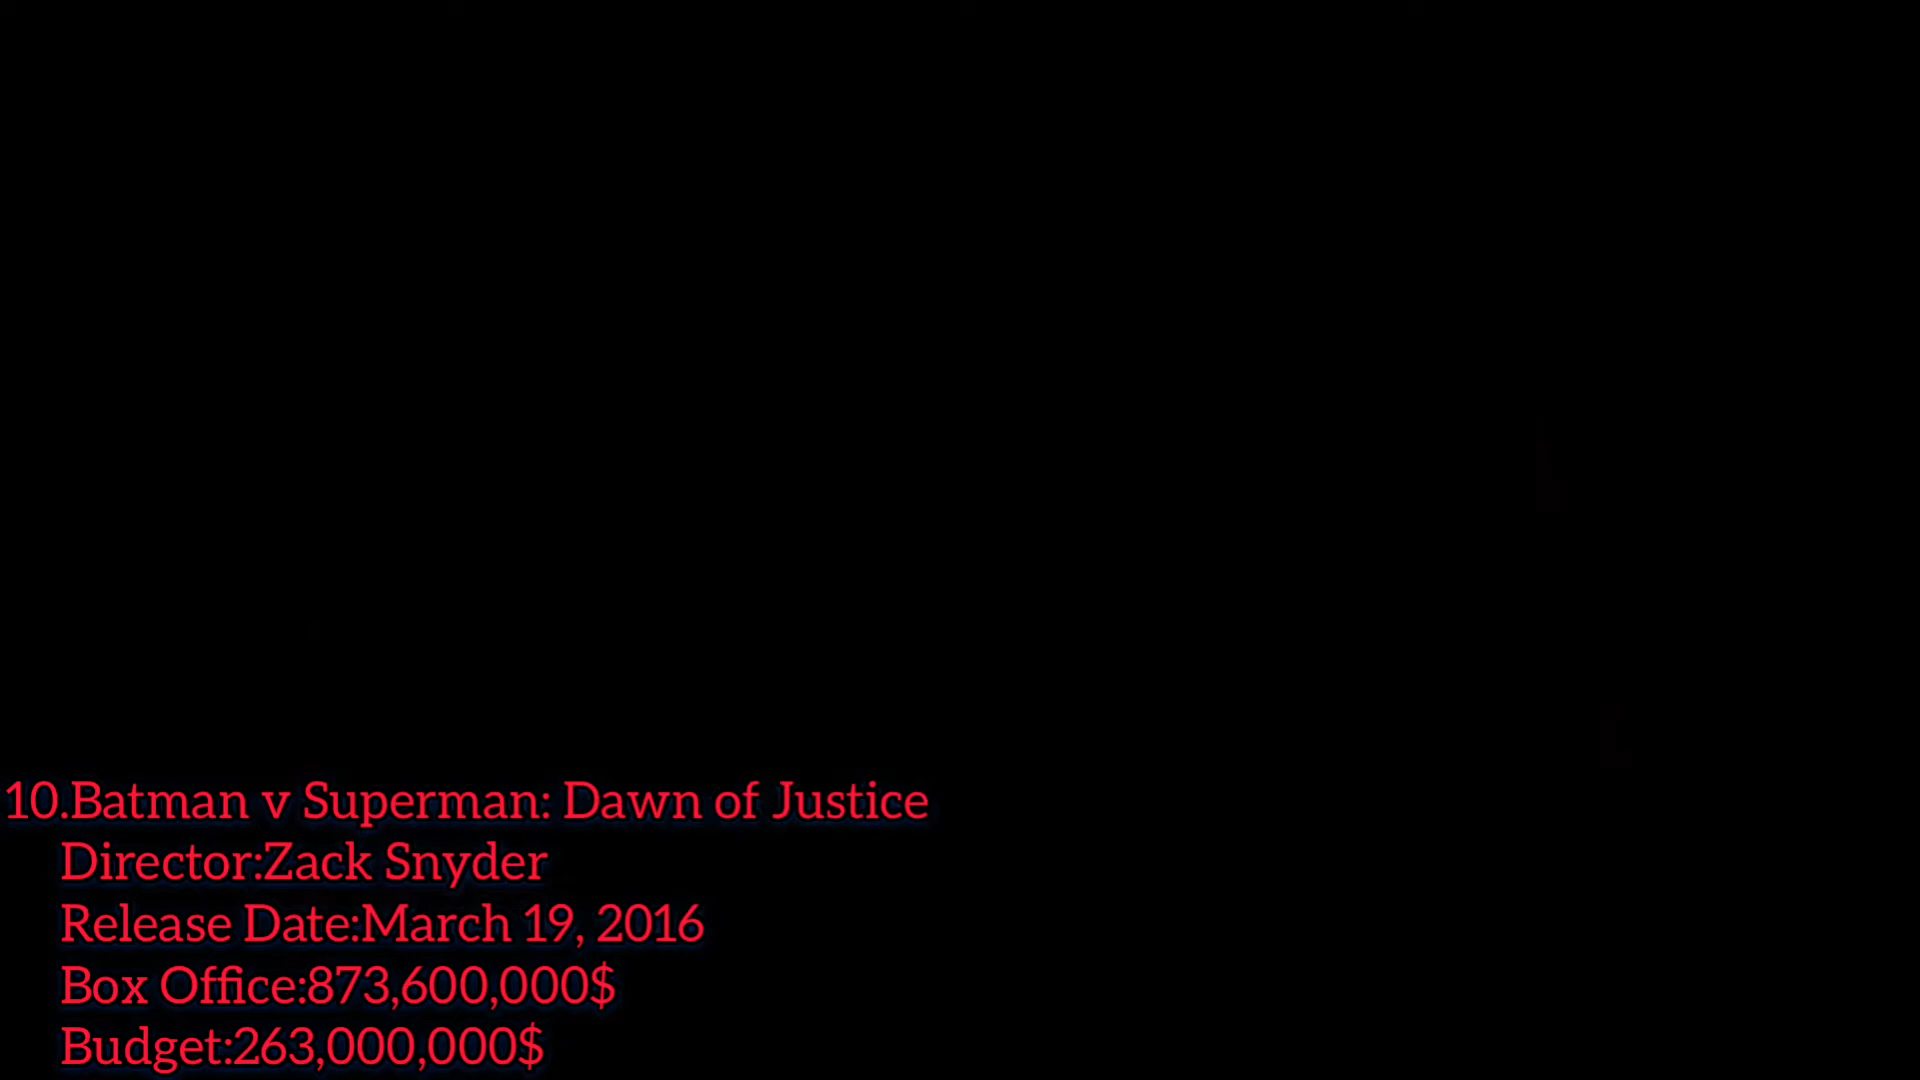 10.Batman v Superman: Dawn of Justice
Director:Zack Snyder
Release Date:March 19, 2016
Box Office:873,600,000$
Budget:263,000,000$